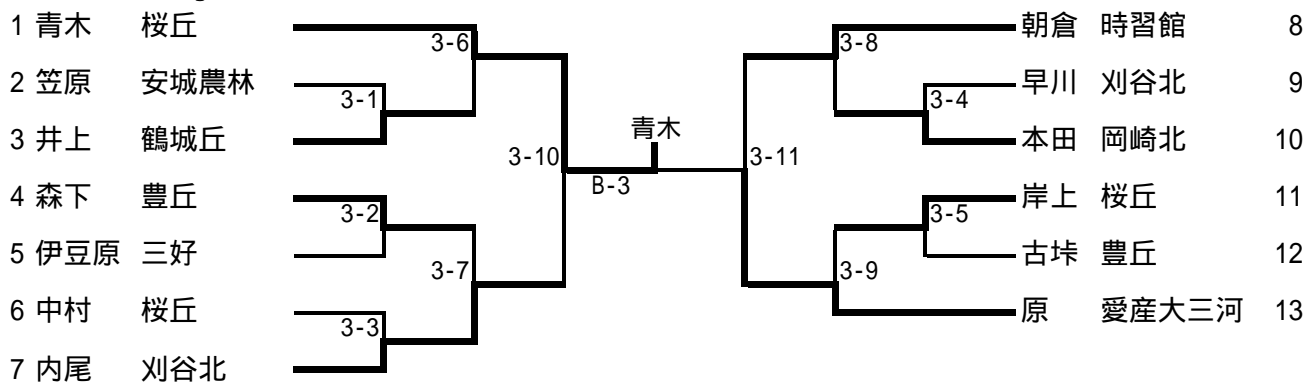 1 青木 桜丘
3-6
3-8
朝倉 時習館 8
2 笠原 安城農林
3-1
3-4
早川 刈谷北 9
3 井上 鶴城丘
青木
本田 岡崎北 10
3-10
3-11
B-3
4 森下 豊丘
3-2
3-5
岸上 桜丘 11
5 伊豆原 三好
3-7
3-9
古垰 豊丘 12
6 中村 桜丘
3-3
原 愛産大三河 13
7 内尾 刈谷北